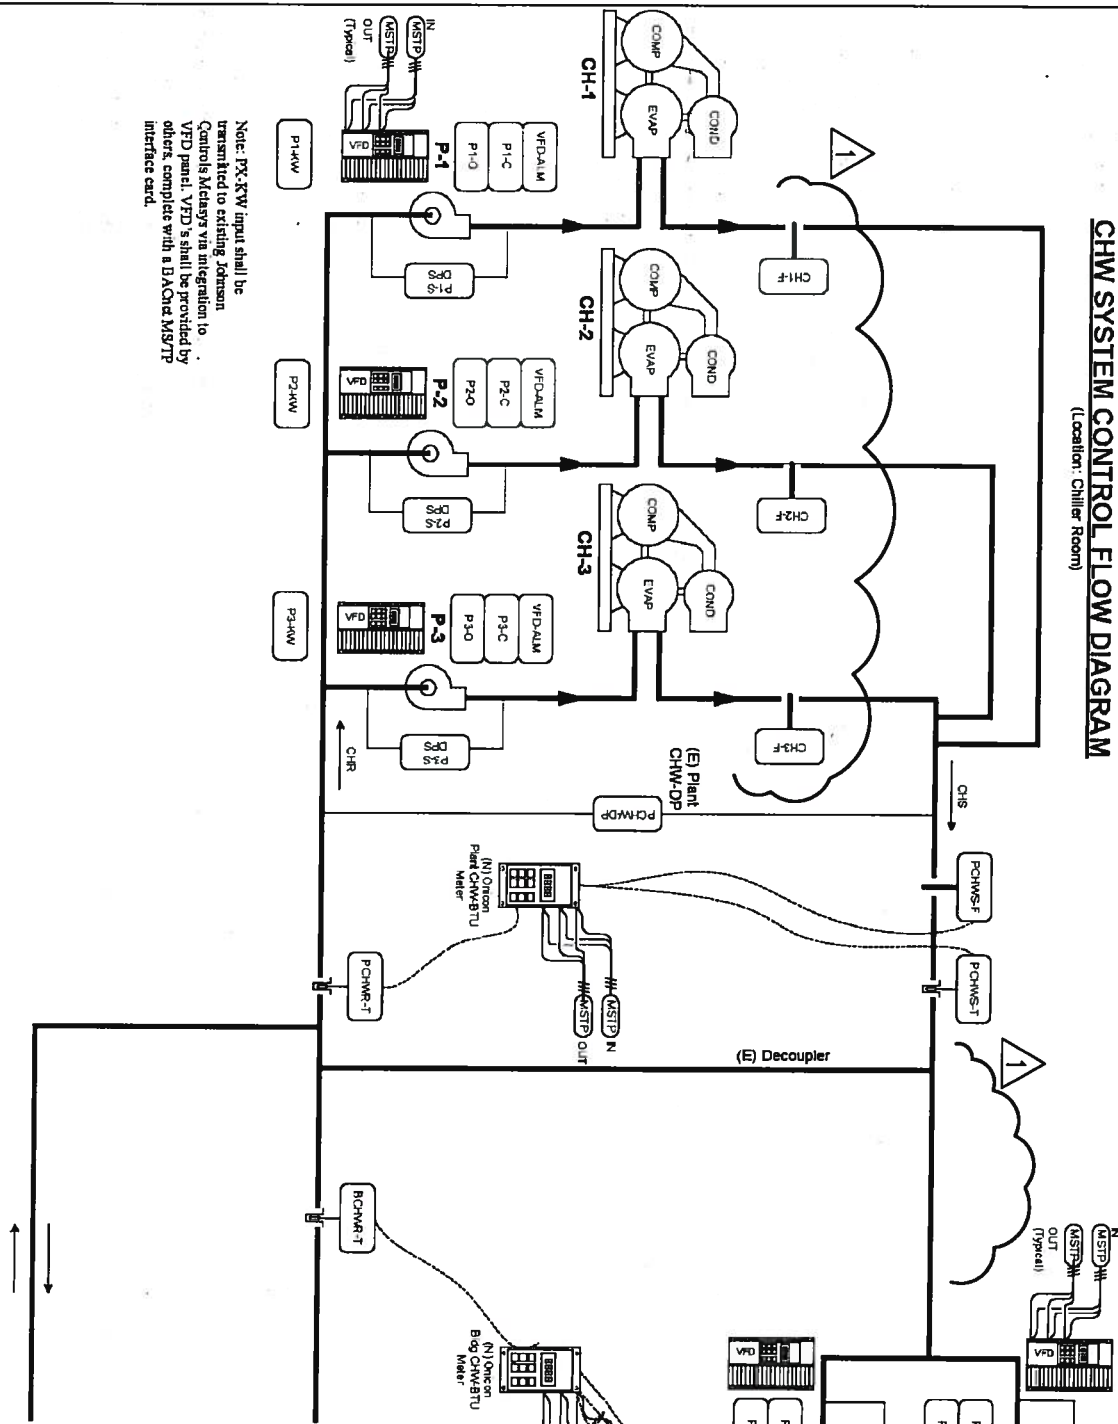 CHW SYSTEM CONTROL FLOW DIAGRAM
(Location: Chiller Room)
1
COMP
EVAP
COND
CH-1
CH1-F
COMP
EVAP
COND
CH-2
CH2-F
COMP
EVAP
COND
CH-3
CH3-F
IN
MSTP
MSTP
OUT
(Typical)
VFD
P-1
VFD-ALM
P1-C
P1-O
P1-KW
P1-S
DPS
VFD
P-2
VFD-ALM
P2-C
P2-O
P2-KW
P2-S
DPS
VFD
P-3
VFD-ALM
P3-C
P3-O
P3-KW
P3-S
DPS
Note: PX-KW input shall be
transmitted to existing Johnson
Controls Metasys via integration to
VFD panel. VFD's shall be provided by
others, complete with a BACnet MS/TP
interface card.
CHR
CHS
(E) Plant
CHW-DP
PCHW-DP
PCHWS-F
PCHWS-T
8888
(N) Onicon
Plant CHW-BTU
Meter
MSTP IN
MSTP OUT
PCHWR-T
(E) Decoupler
1
BCHWR-T
8888
(N) Onicon
Bldg CHW-BTU
Meter
IN
MSTP
MSTP
OUT
(Typical)
VFD
VFD